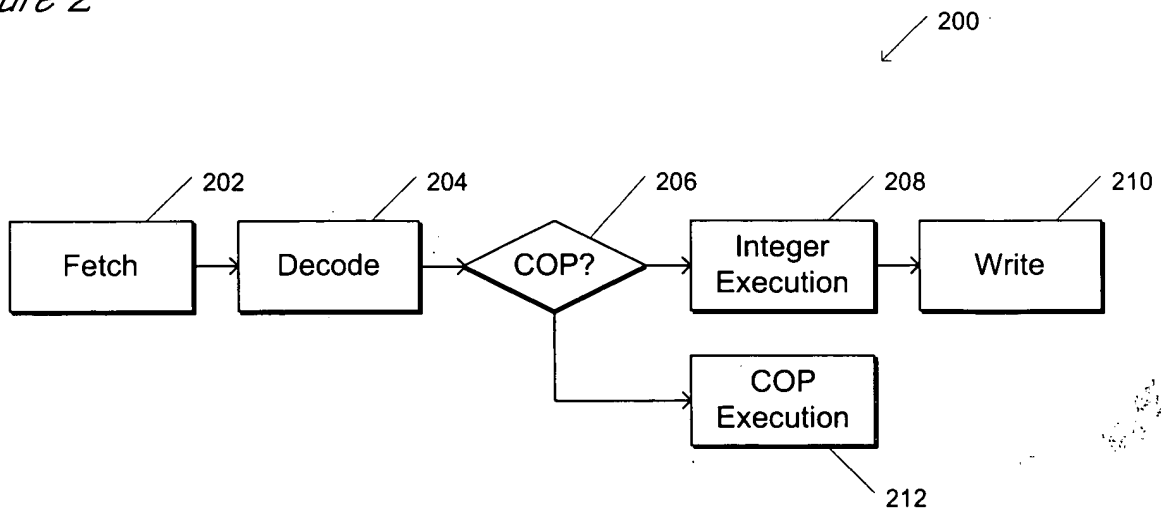 ure 2
200
202
204
206
208
210
Fetch
Decode
COP?
Integer
Execution
Write
COP
Execution
212